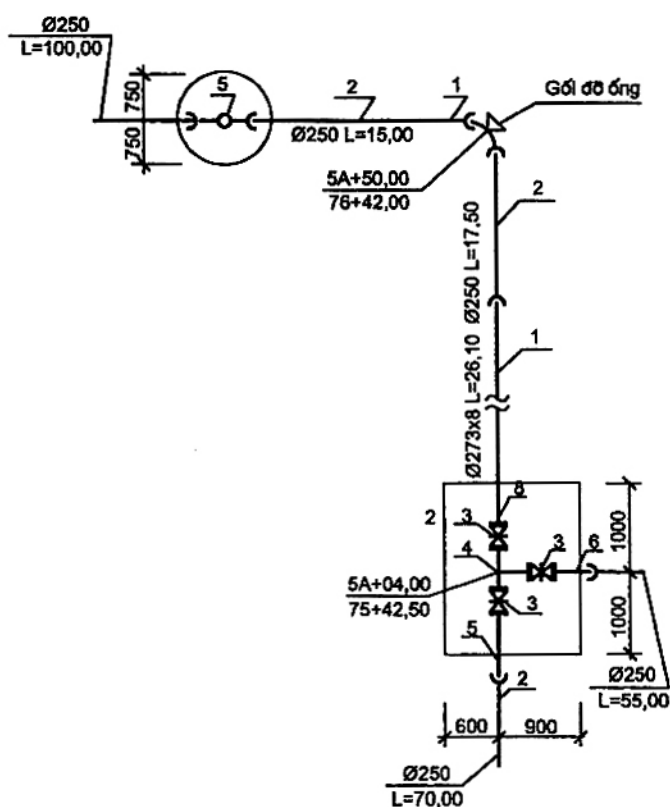 Ø250
L=100,00
750
750
5
2
1
Gối đỡ ống
Ø250 L=15,00
5A+50,00
76+42,00
2
Ø250 L=17,50
1
Ø273x8 L=26,10
8
2
3
3
6
4
5A+04,00
75+42,50
3
1000
1000
5
2
Ø250
L=55,00
600
900
Ø250
L=70,00